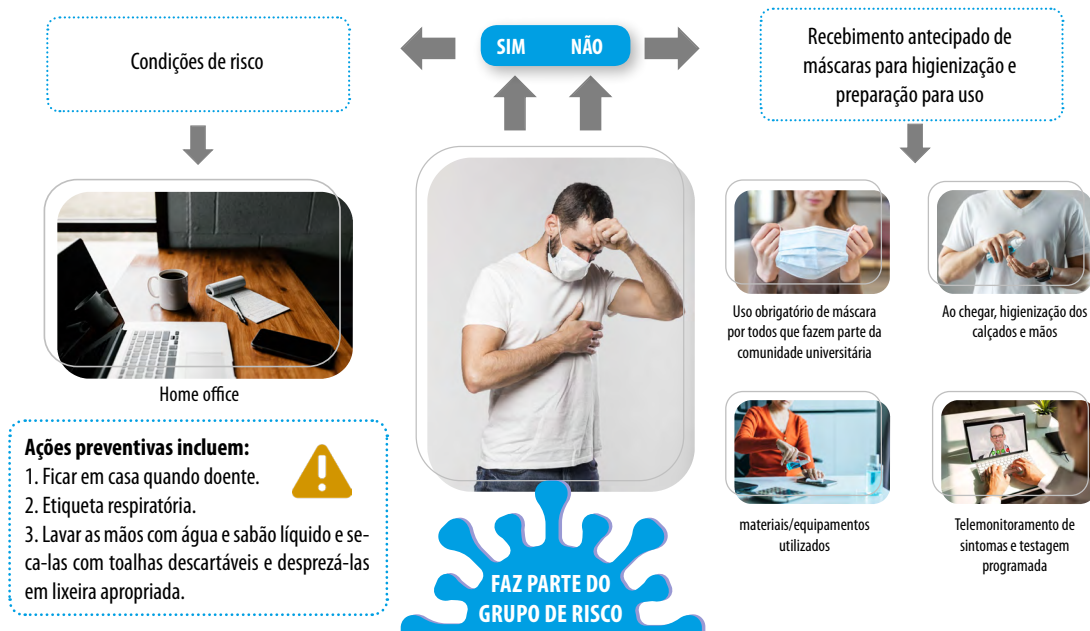 Condições de risco
SIM NÃO
Recebimento antecipado de
máscaras para higienização e
preparação para uso
Home office
Uso obrigatório de máscara
por todos que fazem parte da
comunidade universitária
Ao chegar, higienização dos
calçados e mãos
Ações preventivas incluem:
1. Ficar em casa quando doente.
2. Etiqueta respiratória.
3. Lavar as mãos com água e sabão líquido e se-
ca-las com toalhas descartáveis e desprezá-las
em lixeira apropriada.
materiais/equipamentos
utilizados
Telemonitoramento de
sintomas e testagem
programada
FAZ PARTE DO
GRUPO DE RISCO